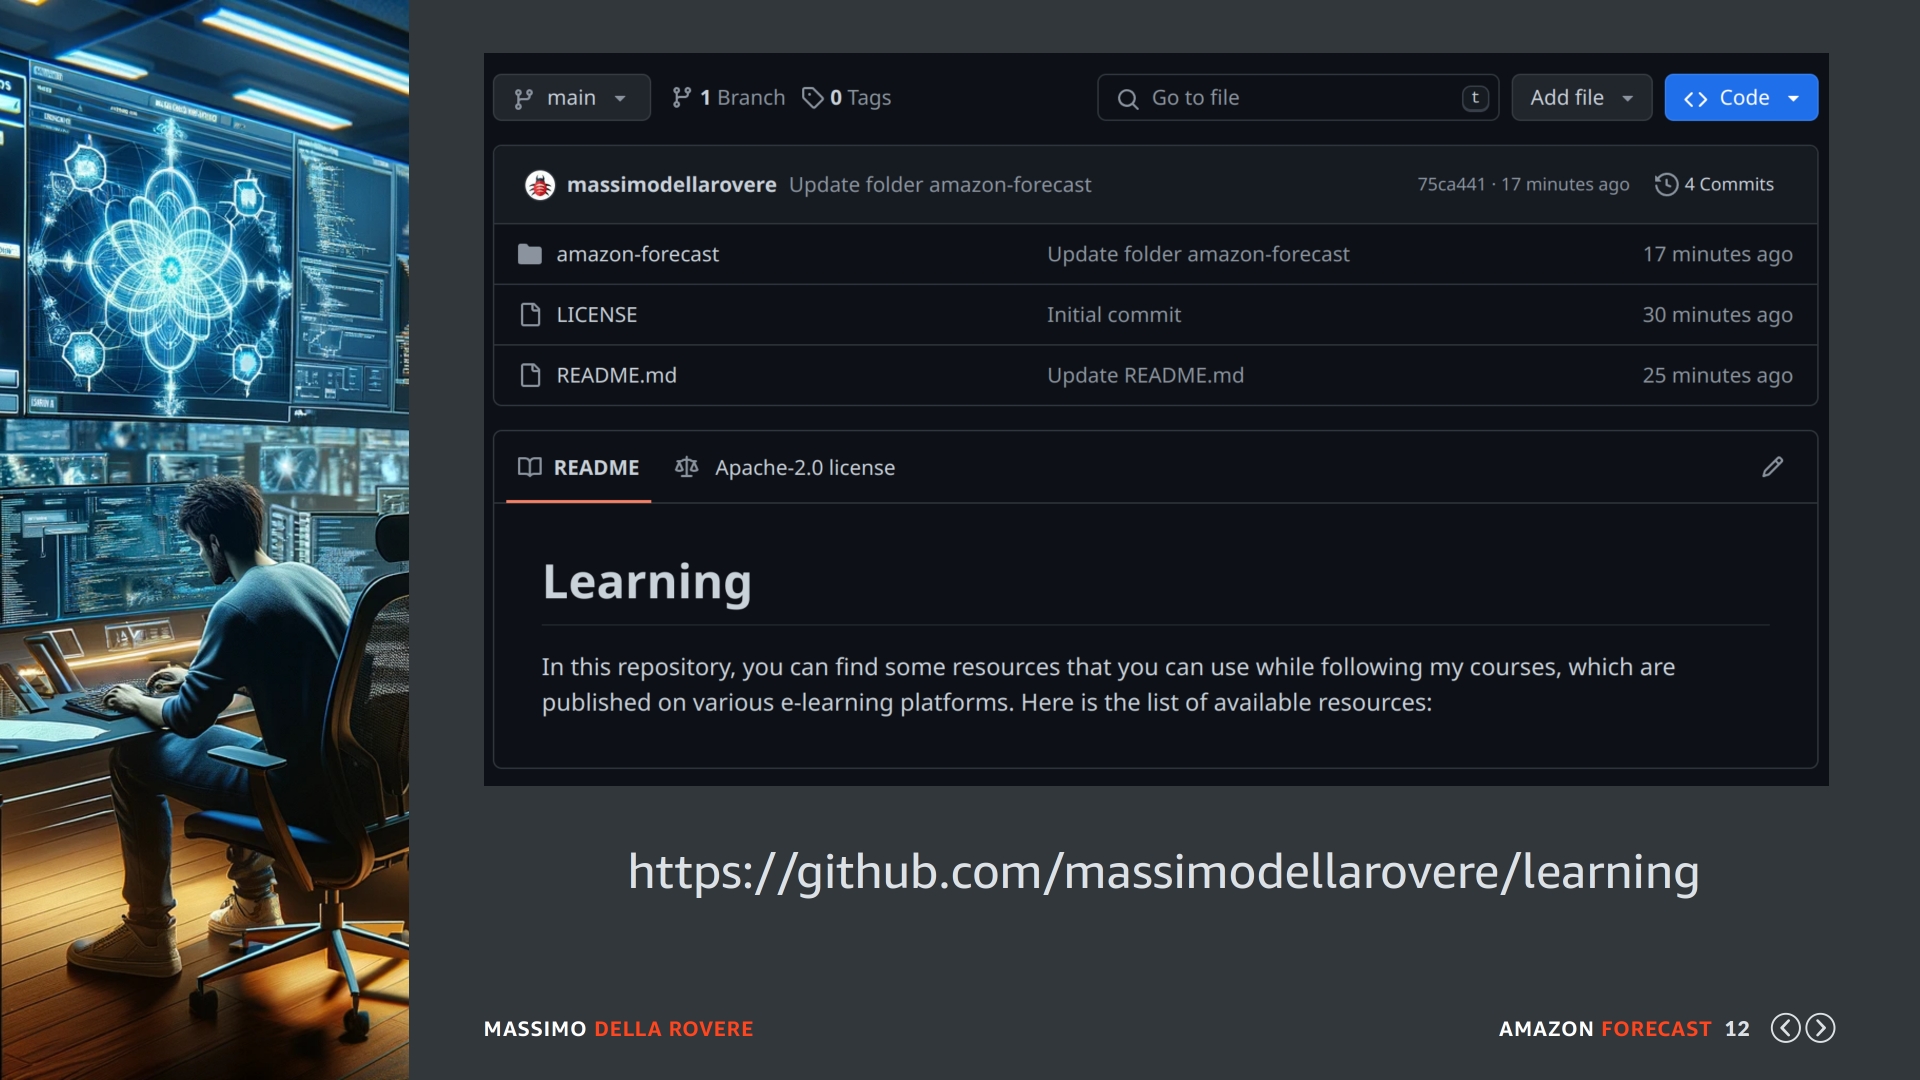 main
1 Branch
0 Tags
Go to file
t
Add file
Code
massimodellarovere Update folder amazon-forecast
75ca441 · 17 minutes ago
4 Commits
amazon-forecast
Update folder amazon-forecast
17 minutes ago
LICENSE
Initial commit
30 minutes ago
README.md
Update README.md
25 minutes ago
README
Apache-2.0 license
Learning
In this repository, you can find some resources that you can use while following my courses, which are
published on various e-learning platforms. Here is the list of available resources:
https://github.com/massimodellarovere/learning
MASSIMO DELLA ROVERE
AMAZON FORECAST 12